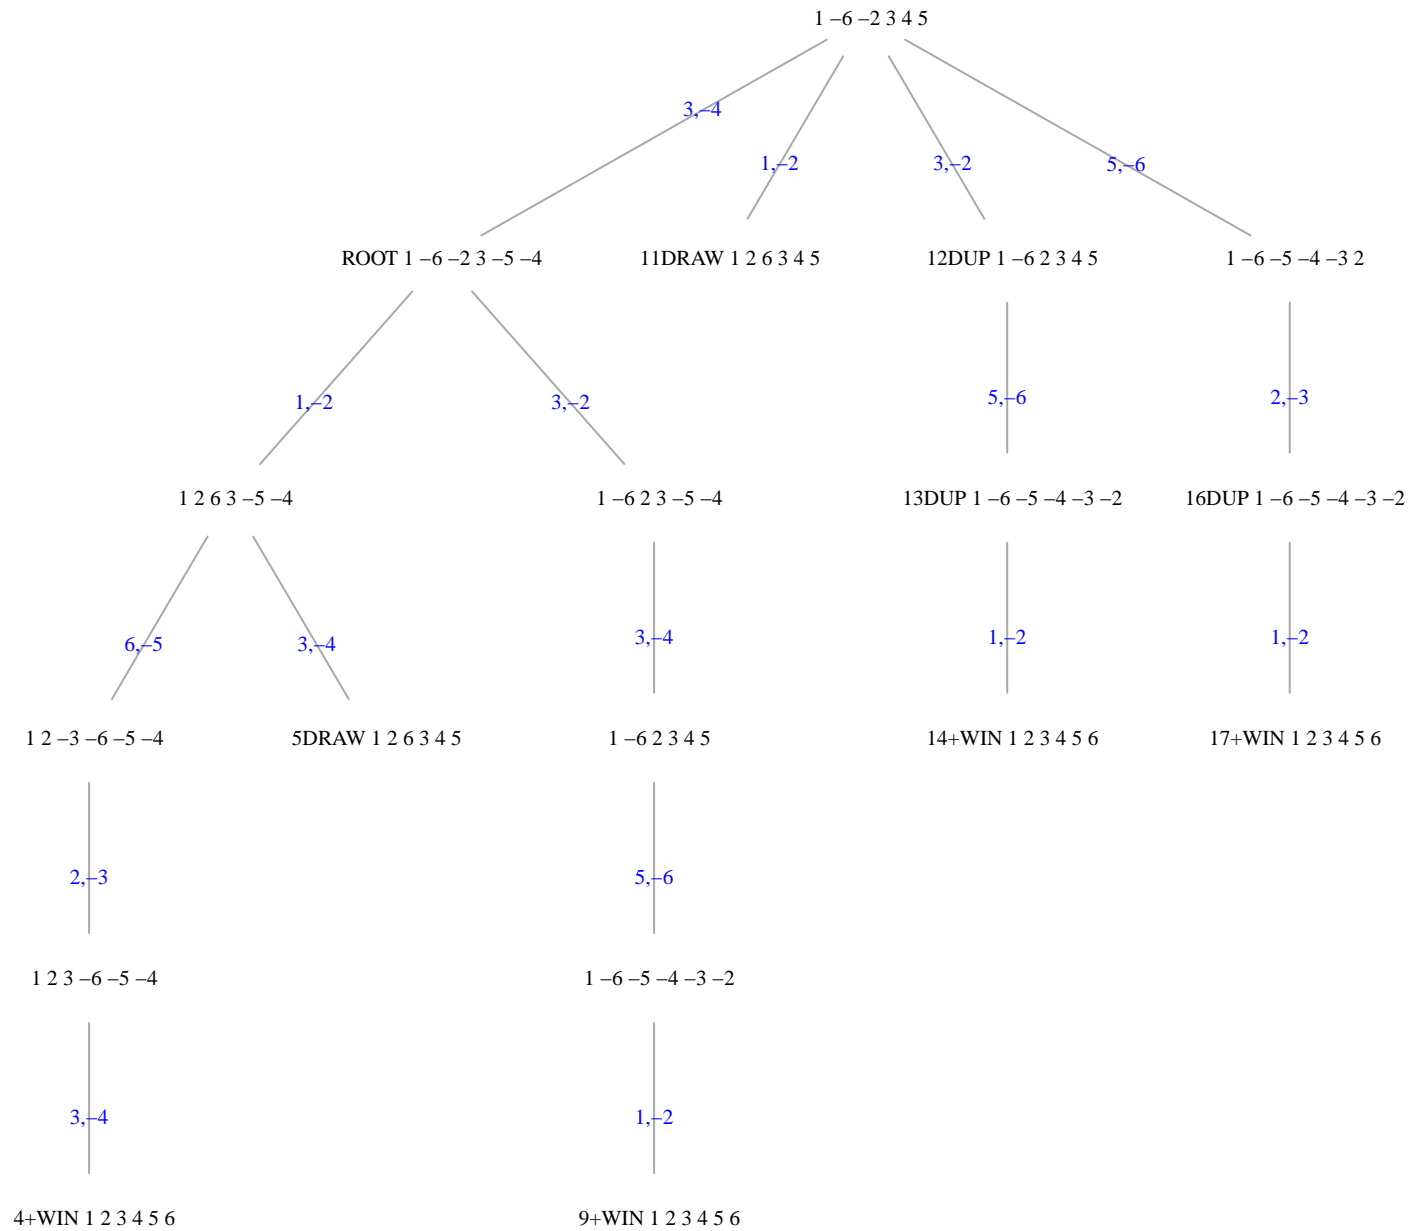 1 –6 –2 3 4 5
3,–4
1,–2
3,–2
5,–6
ROOT 1 –6 –2 3 –5 –4
11DRAW 1 2 6 3 4 5
12DUP 1 –6 2 3 4 5
1 –6 –5 –4 –3 2
1,–2
3,–2
5,–6
2,–3
1 2 6 3 –5 –4
1 –6 2 3 –5 –4
13DUP 1 –6 –5 –4 –3 –2
16DUP 1 –6 –5 –4 –3 –2
6,–5
3,–4
3,–4
1,–2
1,–2
1 2 –3 –6 –5 –4
5DRAW 1 2 6 3 4 5
1 –6 2 3 4 5
14+WIN 1 2 3 4 5 6
17+WIN 1 2 3 4 5 6
2,–3
5,–6
1 2 3 –6 –5 –4
1 –6 –5 –4 –3 –2
3,–4
1,–2
4+WIN 1 2 3 4 5 6
9+WIN 1 2 3 4 5 6